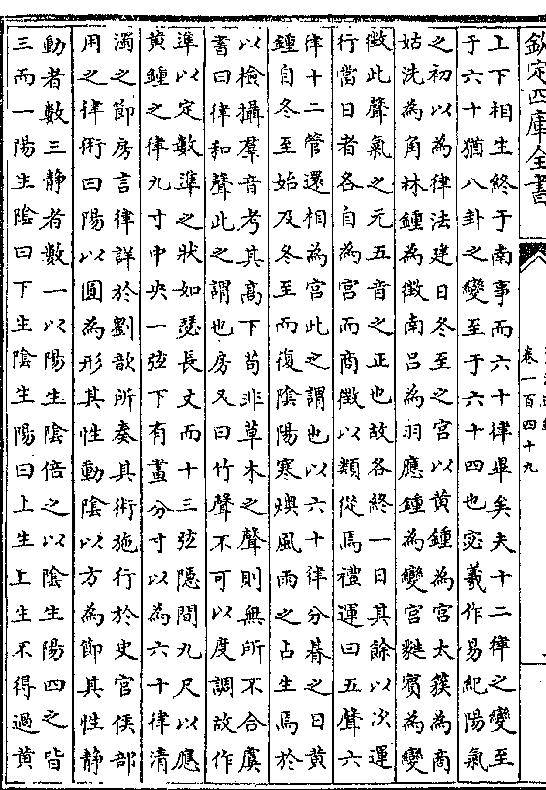 欽定四庫全書
卷一百四十九
上下相生終于南事而六十律畢矣夫十二律之變至
于六十猶八卦之變至于六十四也宓羲作易紀陽氣
之初以為律法建日冬至之宫以黄鍾為宫太蔟為商
姑洗為角林鍾為徵南吕為羽應鍾為變宫蕤賓為變
徵此聲氣之元五音之正也故各終一日其餘以次運
行當日者各自為宫而商徵以類從焉禮運曰五聲六
律十二管還相為宫此之謂也以六十律分朞之日黄
鍾自冬至始及冬至而復陰陽寒燠風雨之占生焉於
以檢攝羣音考其高下苟非草木之聲則無所不合虞
書曰律和聲此之謂也房又曰竹聲不可以度調故作
準以定數準之狀如瑟長丈而十三弦隱間九尺以應
黄鍾之律九寸中央一弦下有畫分寸以為六十律清
濁之節房言律詳於劉歆所奏其術施行於史官候部
用之律術曰陽以圓為形其性動陰以方為節其性静
動者數三静者數一以陽生陰倍之以陰生陽四之皆
三而一陽生陰曰下生陰生陽曰上生上生不得過黄